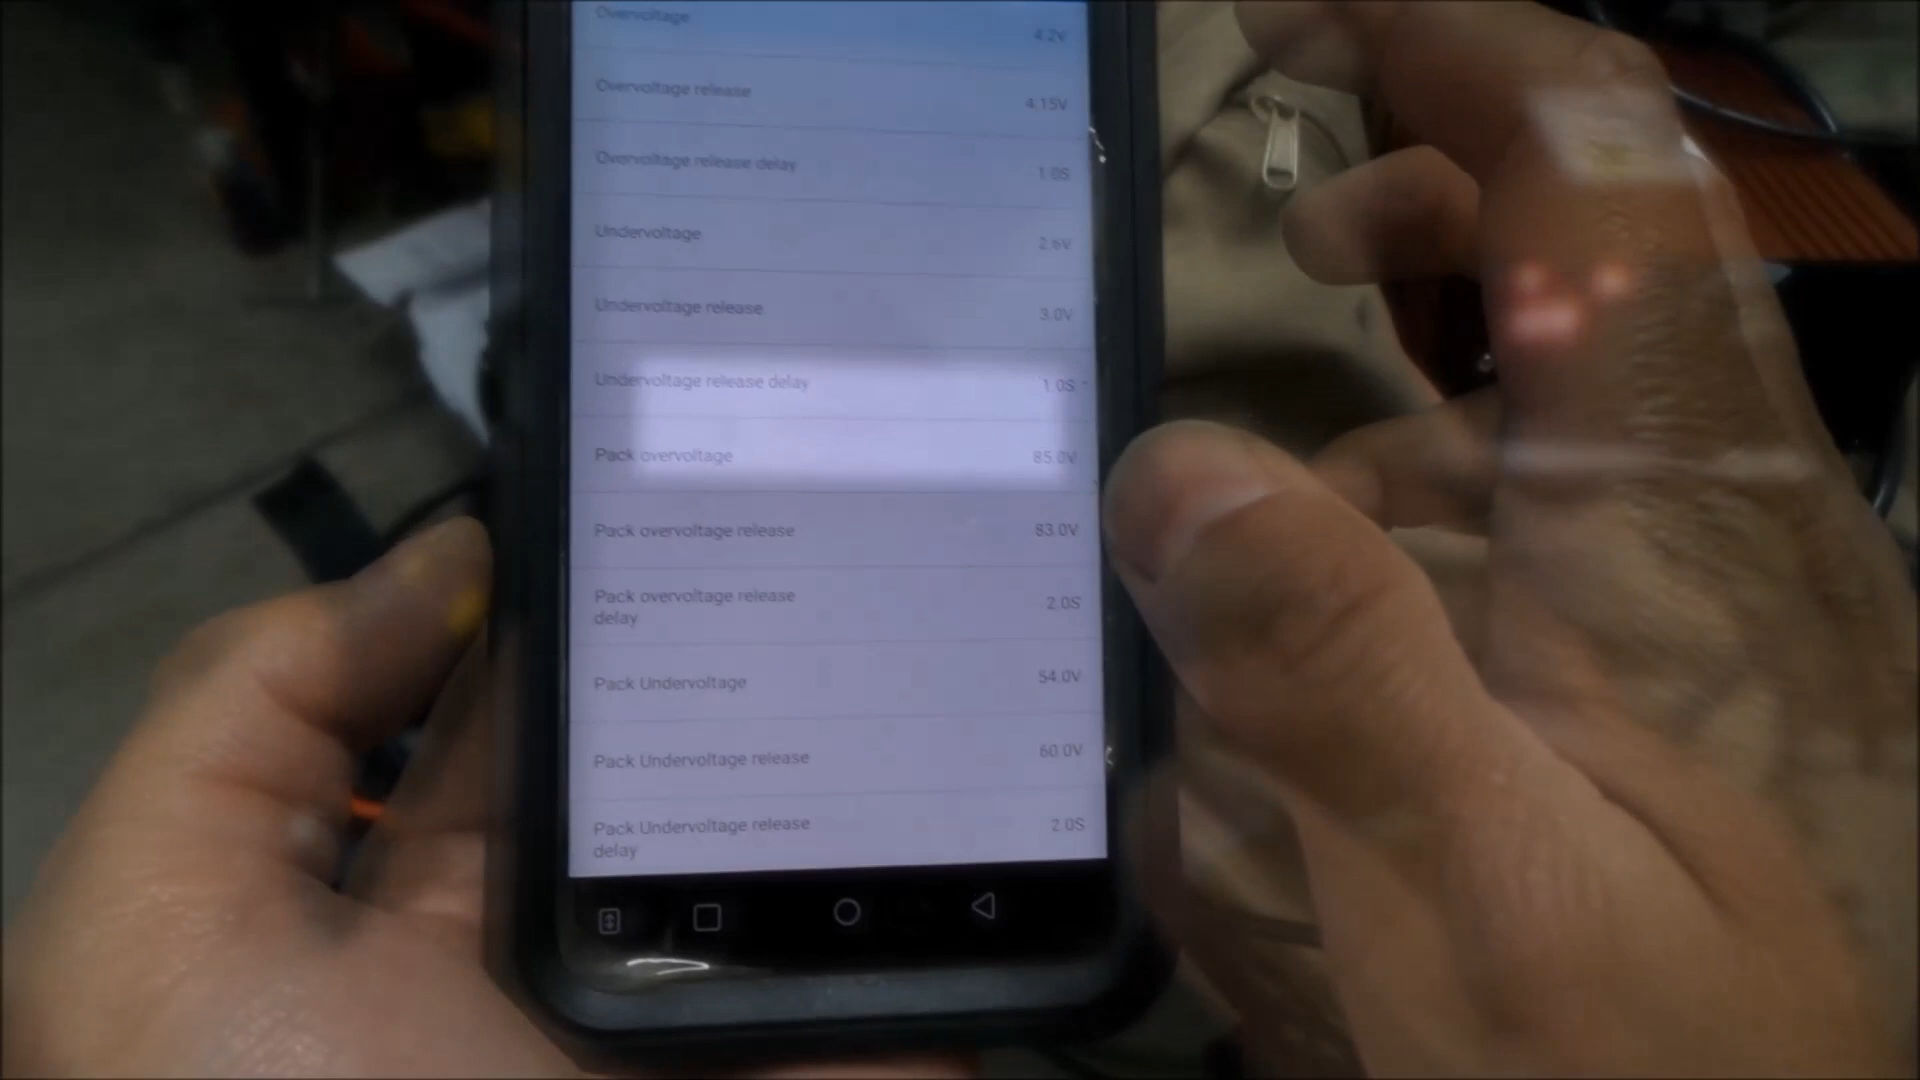 Overvoltage 4.2V
Overvoltage release 4.15V
Overvoltage release delay 1.0S
Undervoltage 2.6V
Undervoltage release 3.0V
Undervoltage release delay 1.0S
Pack overvoltage 85.0V
Pack overvoltage release 83.0V
Pack overvoltage release
delay 2.0S
Pack Undervoltage 54.0V
Pack Undervoltage release 60.0V
Pack Undervoltage release
delay 2.0S